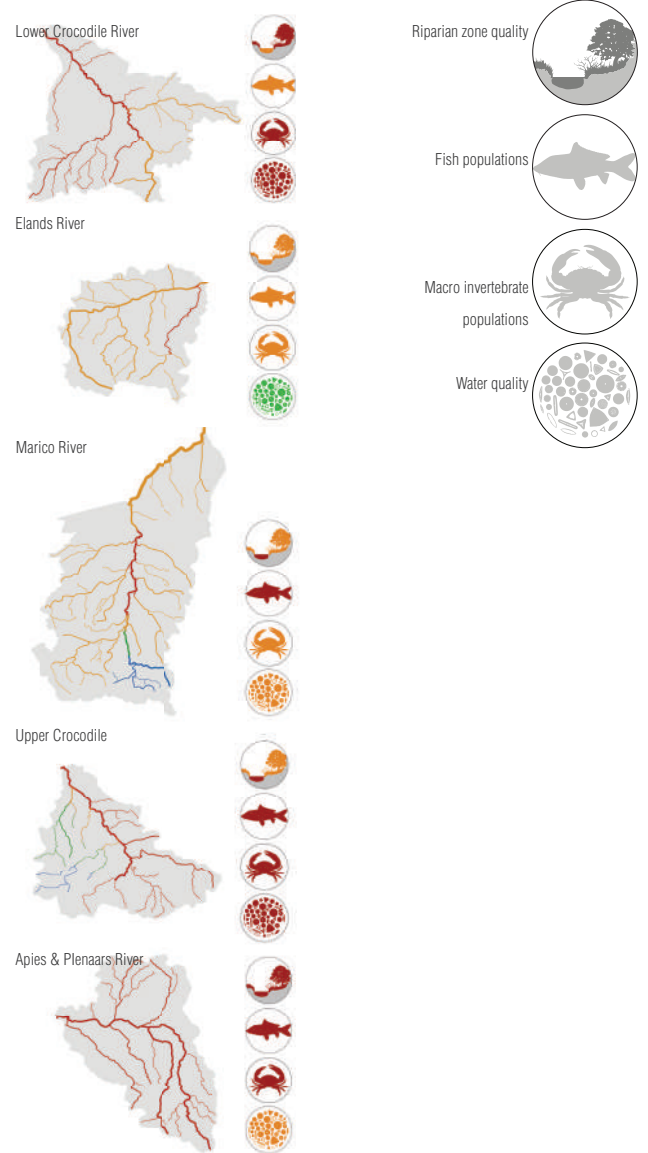 Lower Crocodile River
Riparian zone quality
Fish populations
Elands River
Macro invertebrate
populations
Water quality
Marico River
Upper Crocodile
Apies & Plenaars River